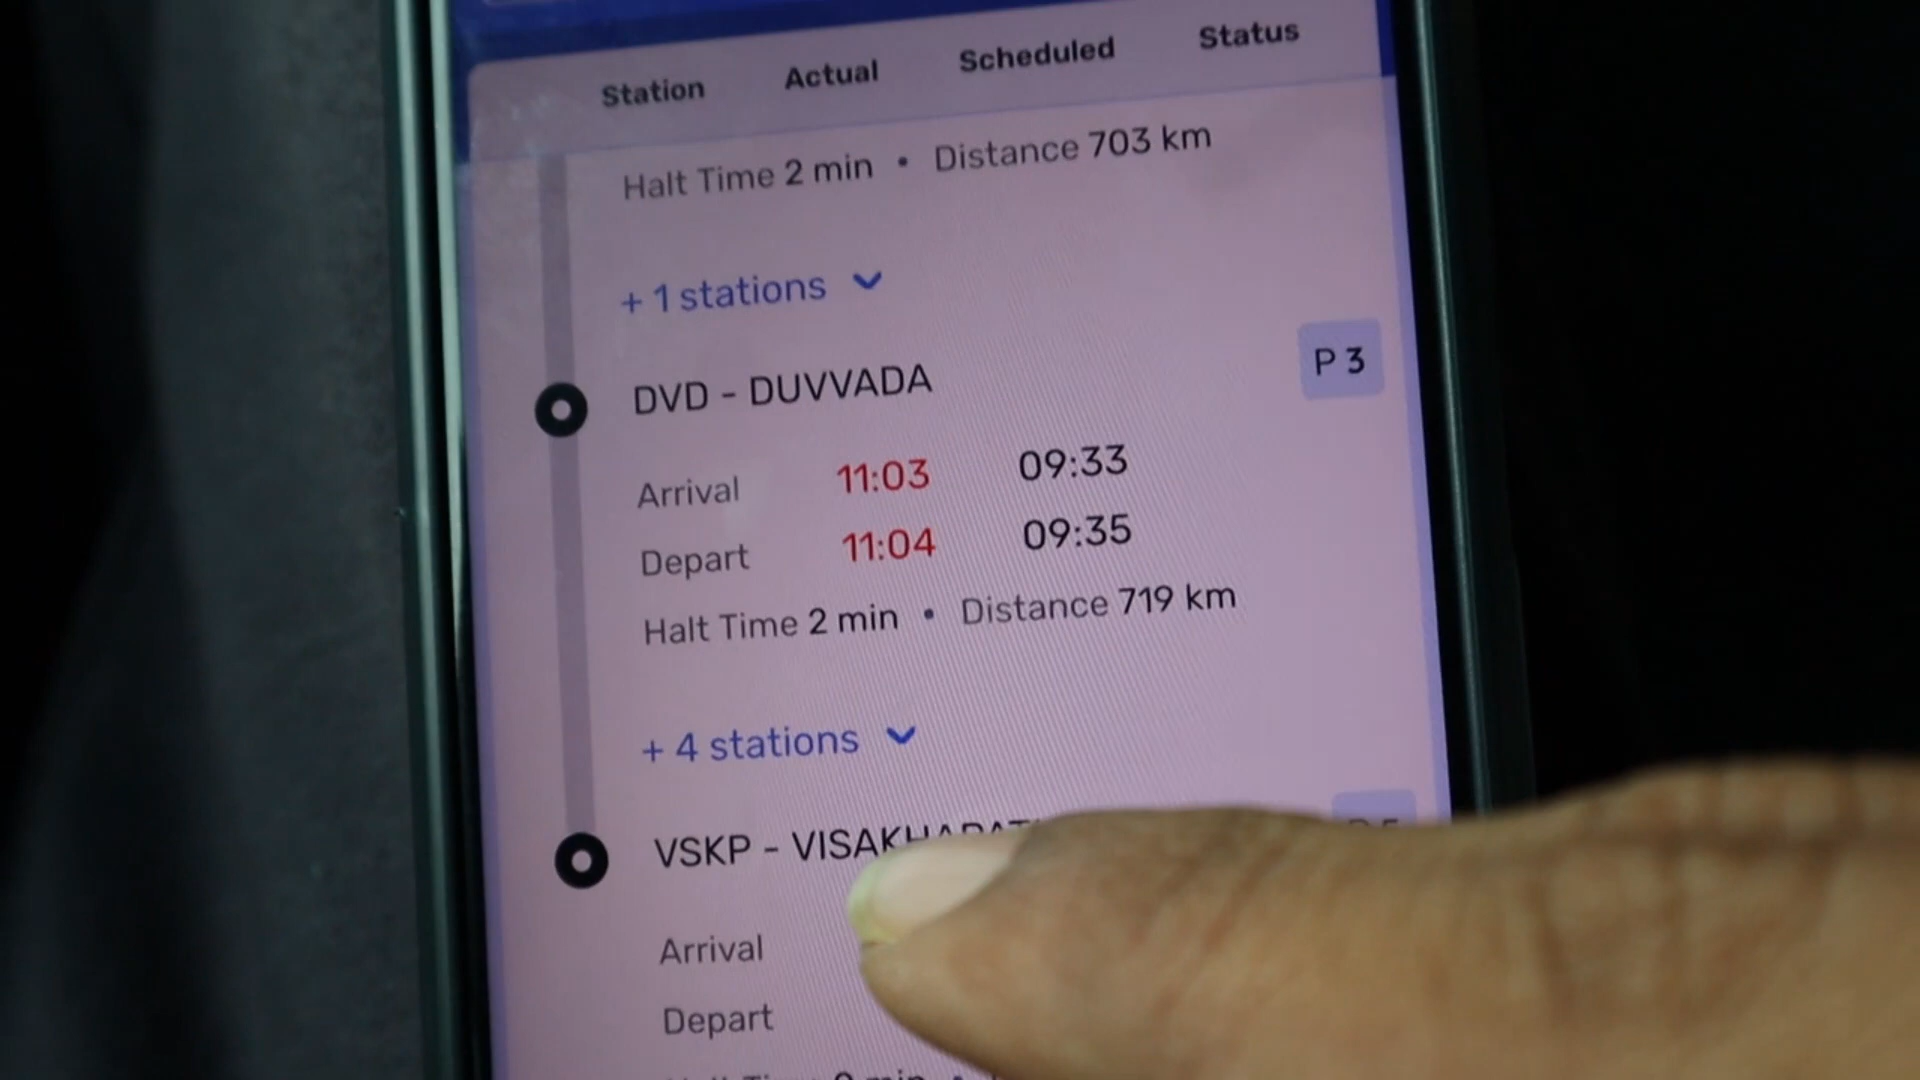 Station Actual Scheduled Status
Halt Time 2 min • Distance 703 km
+ 1 stations
DVD - DUVVADA P 3
Arrival 11:03 09:33
Depart 11:04 09:35
Halt Time 2 min • Distance 719 km
+ 4 stations
VSKP -
Arrival
Depart